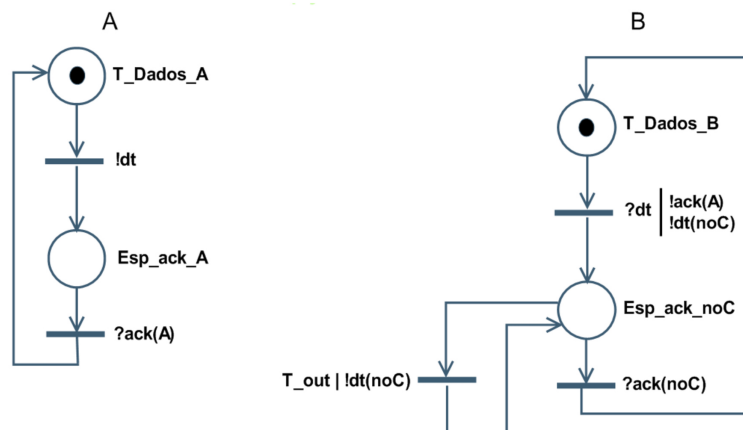 A
B
T_Dados_A
T_Dados_B
!dt
?dt
!ack(A)
!dt(noC)
Esp_ack_A
Esp_ack_noC
?ack(A)
T_out | !dt(noC)
?ack(noC)